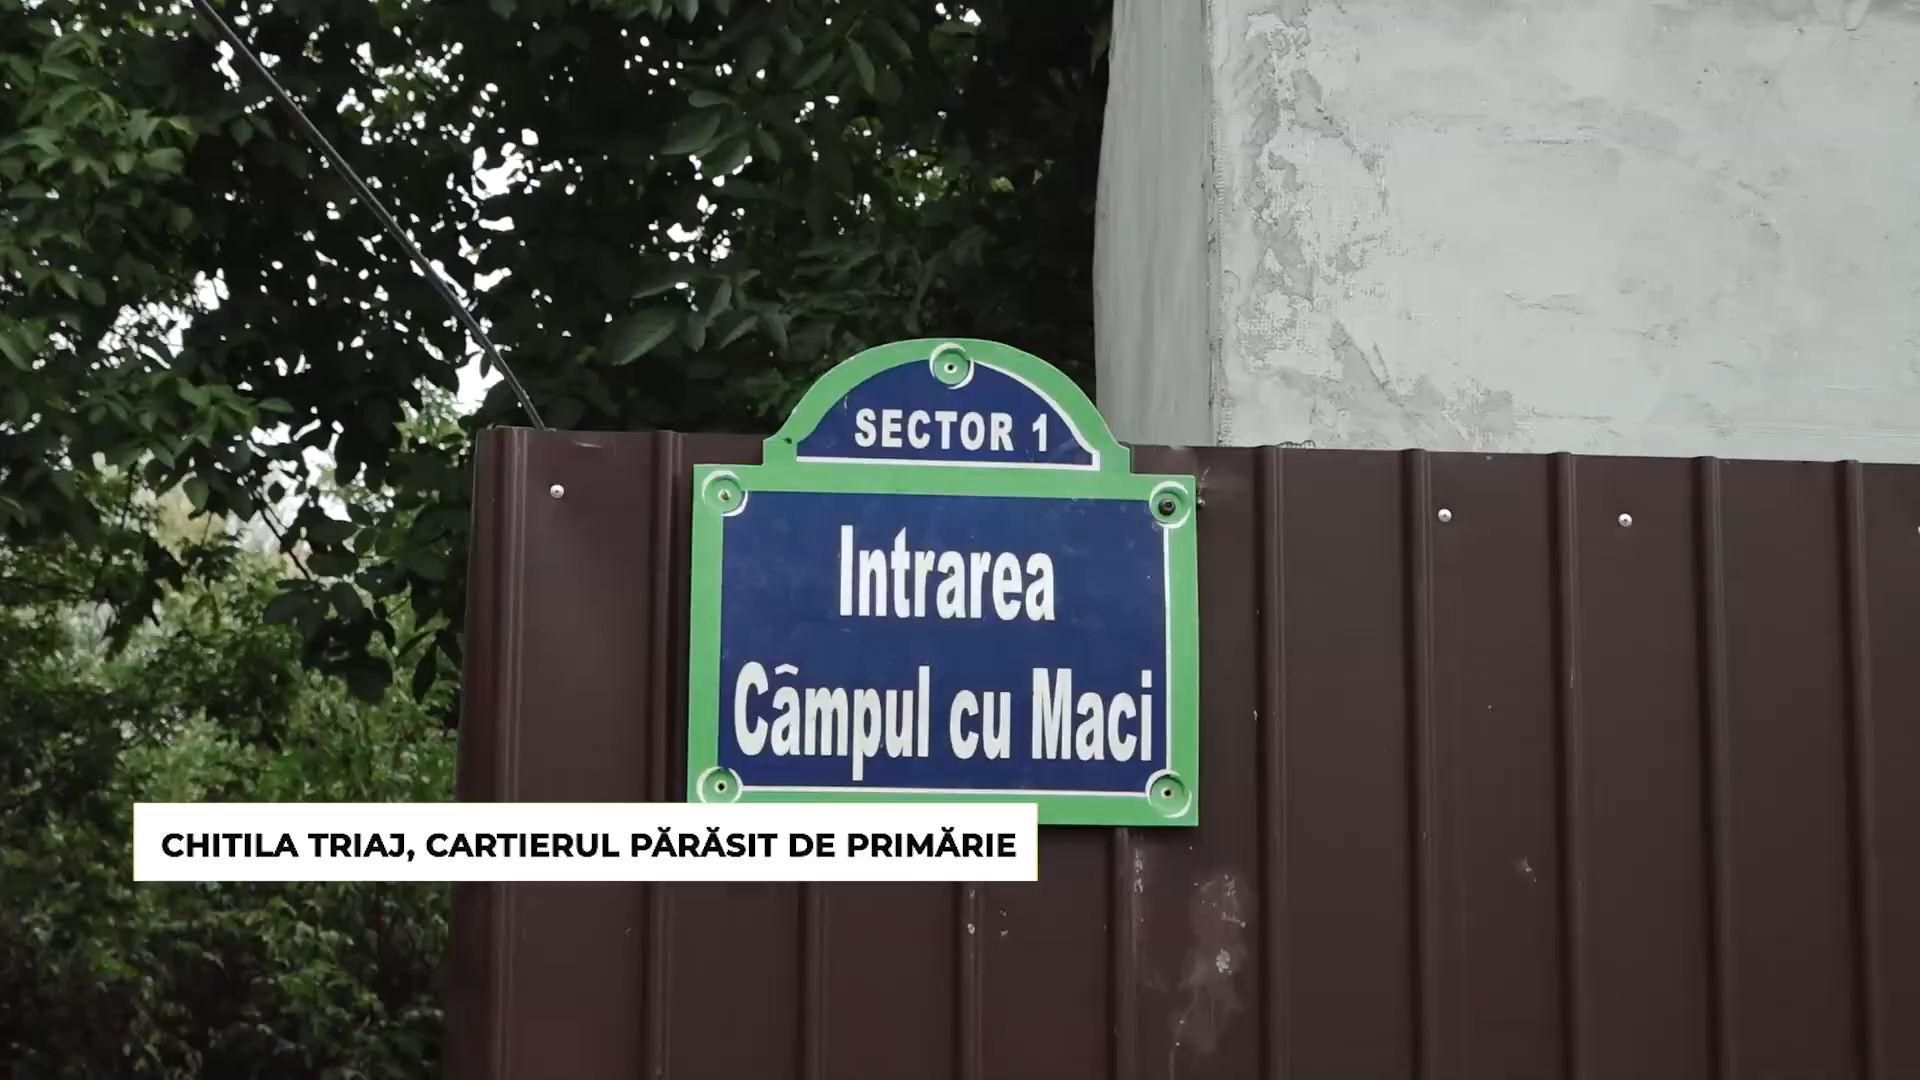 SECTOR 1
Intrarea
Câmpul cu Maci
CHITILA TRIAJ, CARTIERUL PĂRĂSIT DE PRIMĂRIE